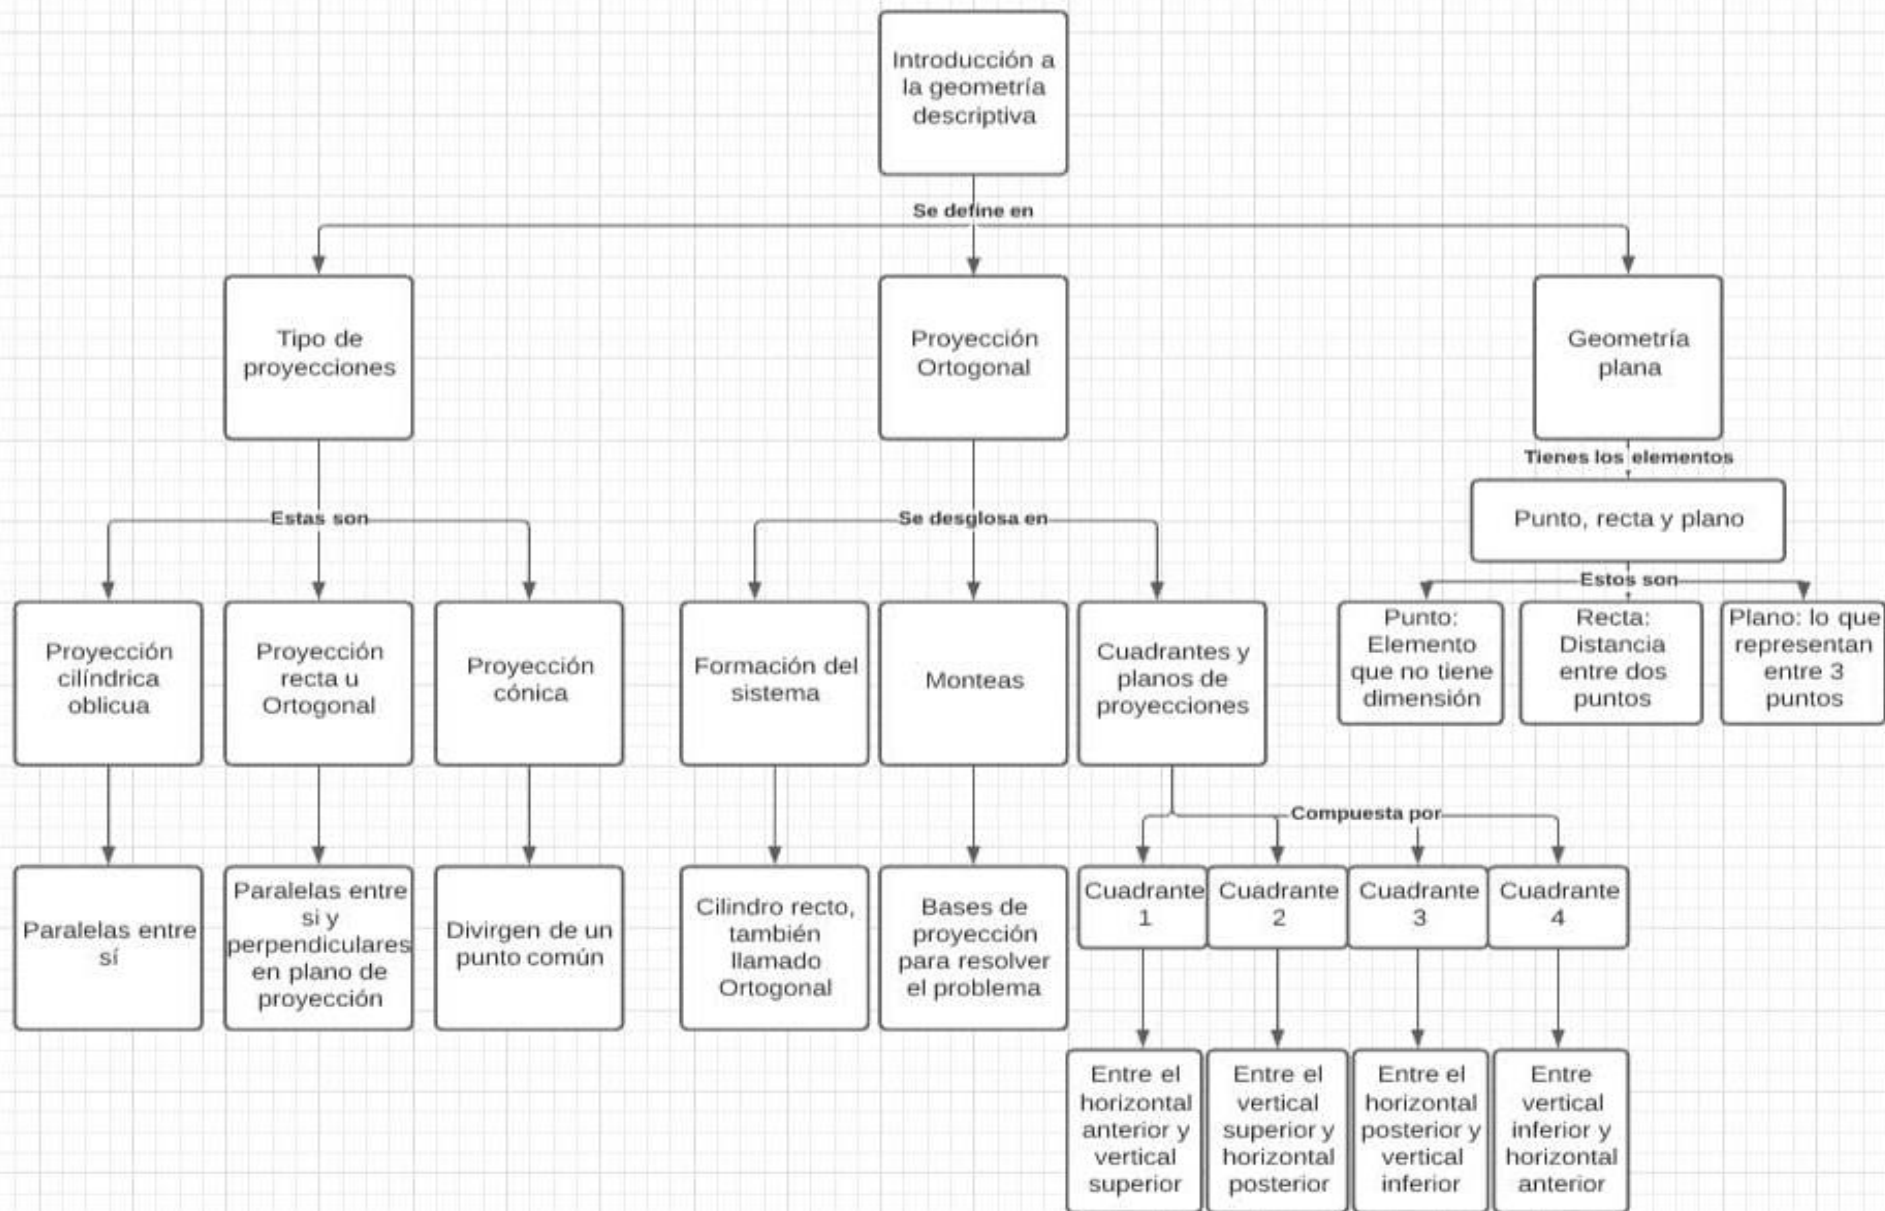 Introducción a
la geometría
descriptiva
Se define en
Tipo de
proyecciones
Proyección
Ortogonal
Geometría
plana
Tienes los elementos
Punto, recta y plano
Estas son
Se desglosa en
Estos son
Proyección
cilíndrica
oblicua
Proyección
recta u
Ortogonal
Proyección
cónica
Formación del
sistema
Monteas
Cuadrantes y
planos de
proyecciones
Punto:
Elemento
que no tiene
dimensión
Recta:
Distancia
entre dos
puntos
Plano: lo que
representan
entre 3
puntos
Compuesta por
Paralelas entre
sí
Paralelas entre
si y
perpendiculares
en plano de
proyección
Divirgen de un
punto común
Cilindro recto,
también
llamado
Ortogonal
Bases de
proyección
para resolver
el problema
Cuadrante
1
Cuadrante
2
Cuadrante
3
Cuadrante
4
Entre el
horizontal
anterior y
vertical
superior
Entre el
vertical
superior y
horizontal
posterior
Entre el
horizontal
posterior y
vertical
inferior
Entre
vertical
inferior y
horizontal
anterior